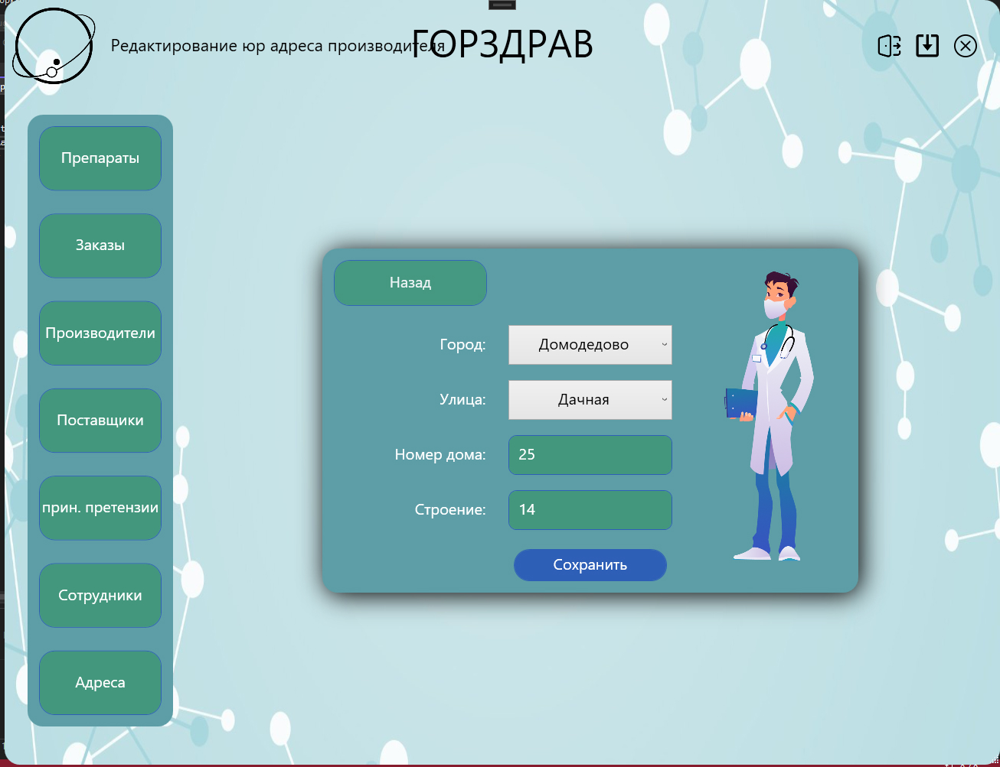 Редактирование юр адреса производителя
ГОРЗДРАВ
Препараты
Заказы
Производители
Поставщики
прин. претензии
Сотрудники
Адреса
Назад
Город:
Домодедово
Улица:
Дачная
Номер дома:
25
Строение:
14
Сохранить